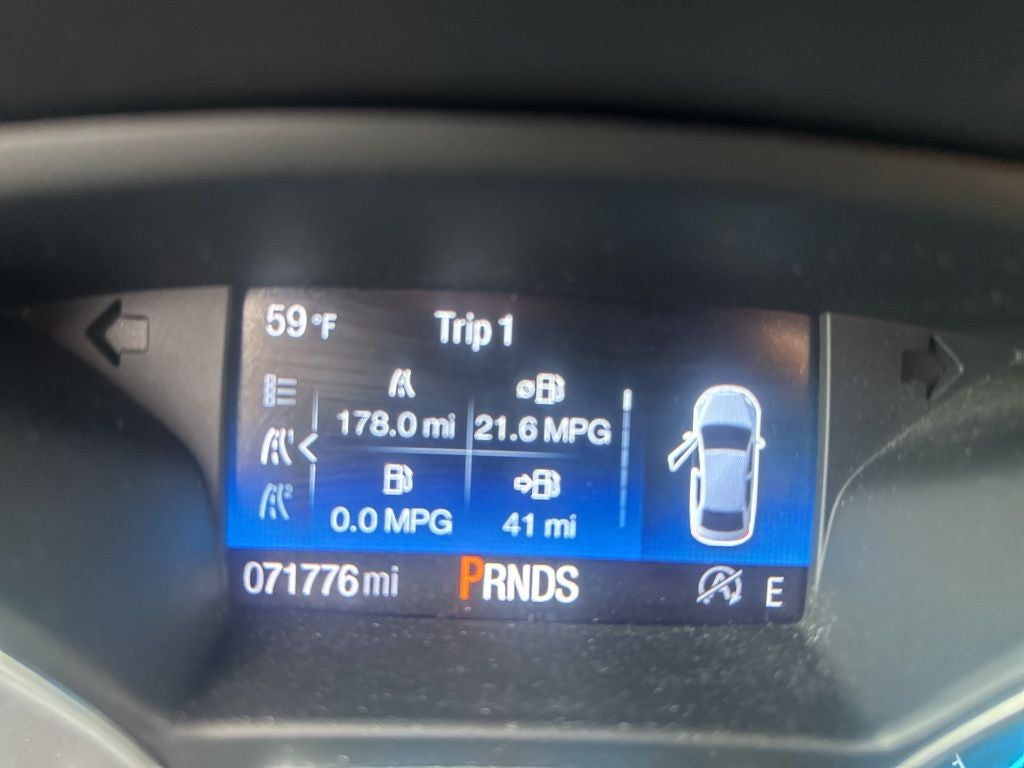 59°F Trip 1
178.0 mi 21.6 MPG
0.0 MPG 41 mi
071776 mi PRNDS E